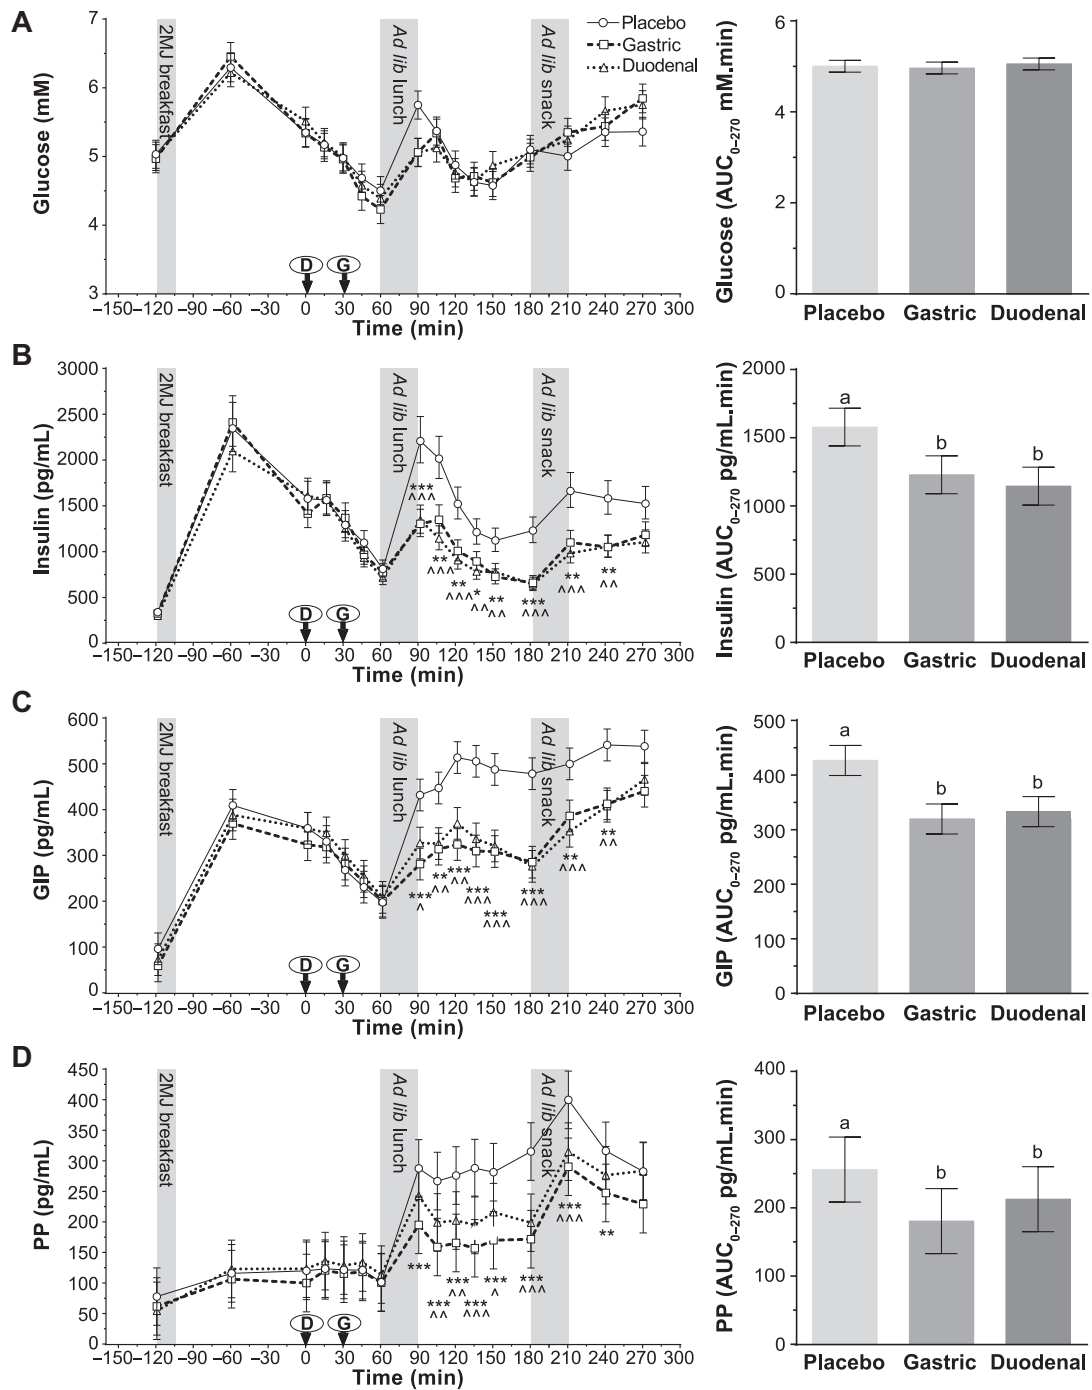 A
Glucose (mM)
7
6
5
4
3
2MJ breakfast
Ad lib lunch
Ad lib snack
Placebo
Gastric
Duodenal
D
G
−150 −120 −90 −60 −30 0 30 60 90 120 150 180 210 240 270 300
Time (min)
Glucose (AUC0–270 mM.min)
6
4
2
0
Placebo Gastric Duodenal
B
Insulin (pg/mL)
3000
2500
2000
1500
1000
500
0
2MJ breakfast
Ad lib lunch
Ad lib snack
***
^^^
**
^^^
**
^^^
*
^^
**
^^
***
^^^
**
^^^
**
^^
D
G
−150 −120 −90 −60 −30 0 30 60 90 120 150 180 210 240 270 300
Time (min)
Insulin (AUC0–270 pg/mL.min)
2000
1500
1000
500
0
a
b
b
Placebo Gastric Duodenal
C
GIP (pg/mL)
600
500
400
300
200
100
0
2MJ breakfast
Ad lib lunch
Ad lib snack
***
^
**
^^
***
^^
***
^^^
***
^^^
***
^^^
**
^^^
**
^^
D
G
−150 −120 −90 −60 −30 0 30 60 90 120 150 180 210 240 270 300
Time (min)
GIP (AUC0–270 pg/mL.min)
500
400
300
200
100
0
a
b
b
Placebo Gastric Duodenal
D
PP (pg/mL)
450
400
350
300
250
200
150
100
50
0
2MJ breakfast
Ad lib lunch
Ad lib snack
***
***
^^
***
^^
***
^^^
***
^
***
^^^
***
^^^
**
D
G
−150 −120 −90 −60 −30 0 30 60 90 120 150 180 210 240 270 300
Time (min)
PP (AUC0–270 pg/mL.min)
400
300
200
100
0
a
b
b
Placebo Gastric Duodenal